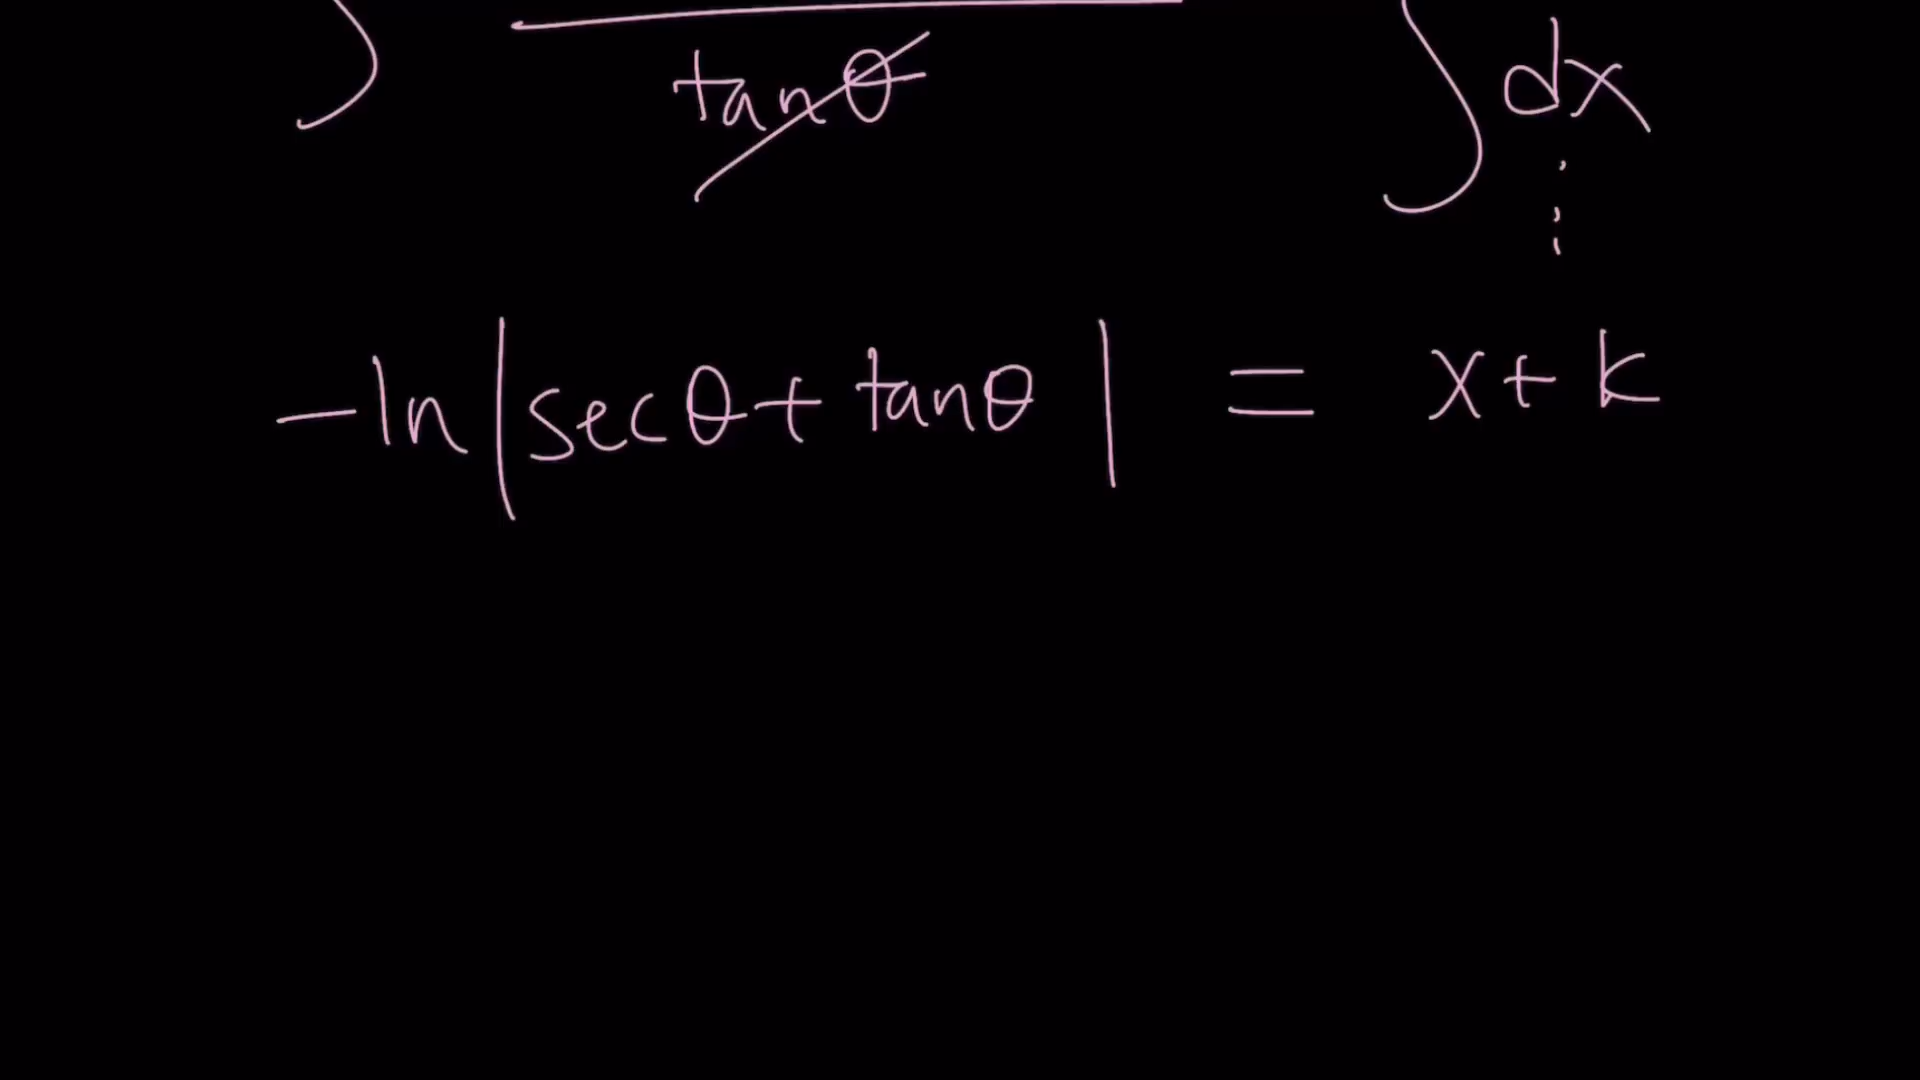 ∫ tanθ ∫ dx
-ln|secθ + tanθ| = x + k